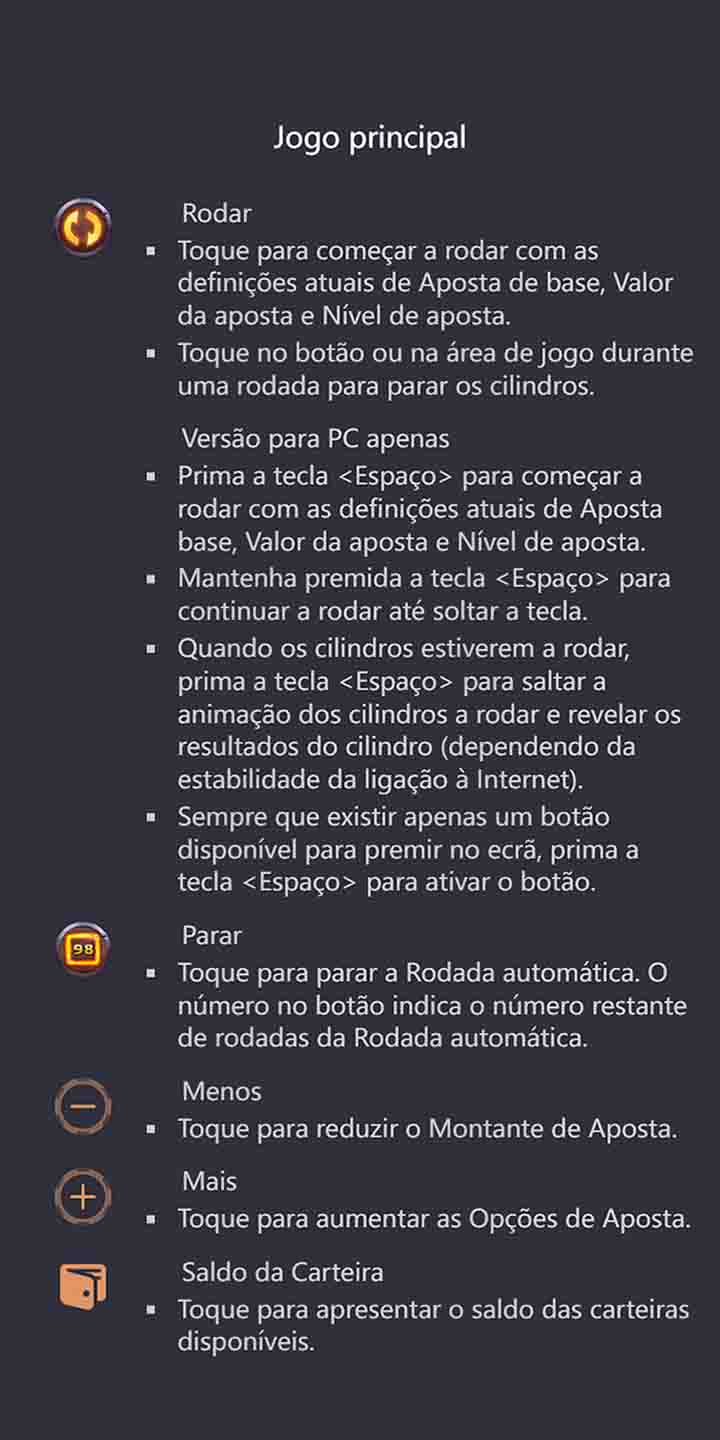 Jogo principal
Rodar
▪ Toque para começar a rodar com as
definições atuais de Aposta de base, Valor
da aposta e Nível de aposta.
▪ Toque no botão ou na área de jogo durante
uma rodada para parar os cilindros.
Versão para PC apenas
▪ Prima a tecla <Espaço> para começar a
rodar com as definições atuais de Aposta
base, Valor da aposta e Nível de aposta.
▪ Mantenha premida a tecla <Espaço> para
continuar a rodar até soltar a tecla.
▪ Quando os cilindros estiverem a rodar,
prima a tecla <Espaço> para saltar a
animação dos cilindros a rodar e revelar os
resultados do cilindro (dependendo da
estabilidade da ligação à Internet).
▪ Sempre que existir apenas um botão
disponível para premir no ecrã, prima a
tecla <Espaço> para ativar o botão.
98
Parar
▪ Toque para parar a Rodada automática. O
número no botão indica o número restante
de rodadas da Rodada automática.
Menos
▪ Toque para reduzir o Montante de Aposta.
Mais
▪ Toque para aumentar as Opções de Aposta.
Saldo da Carteira
▪ Toque para apresentar o saldo das carteiras
disponíveis.